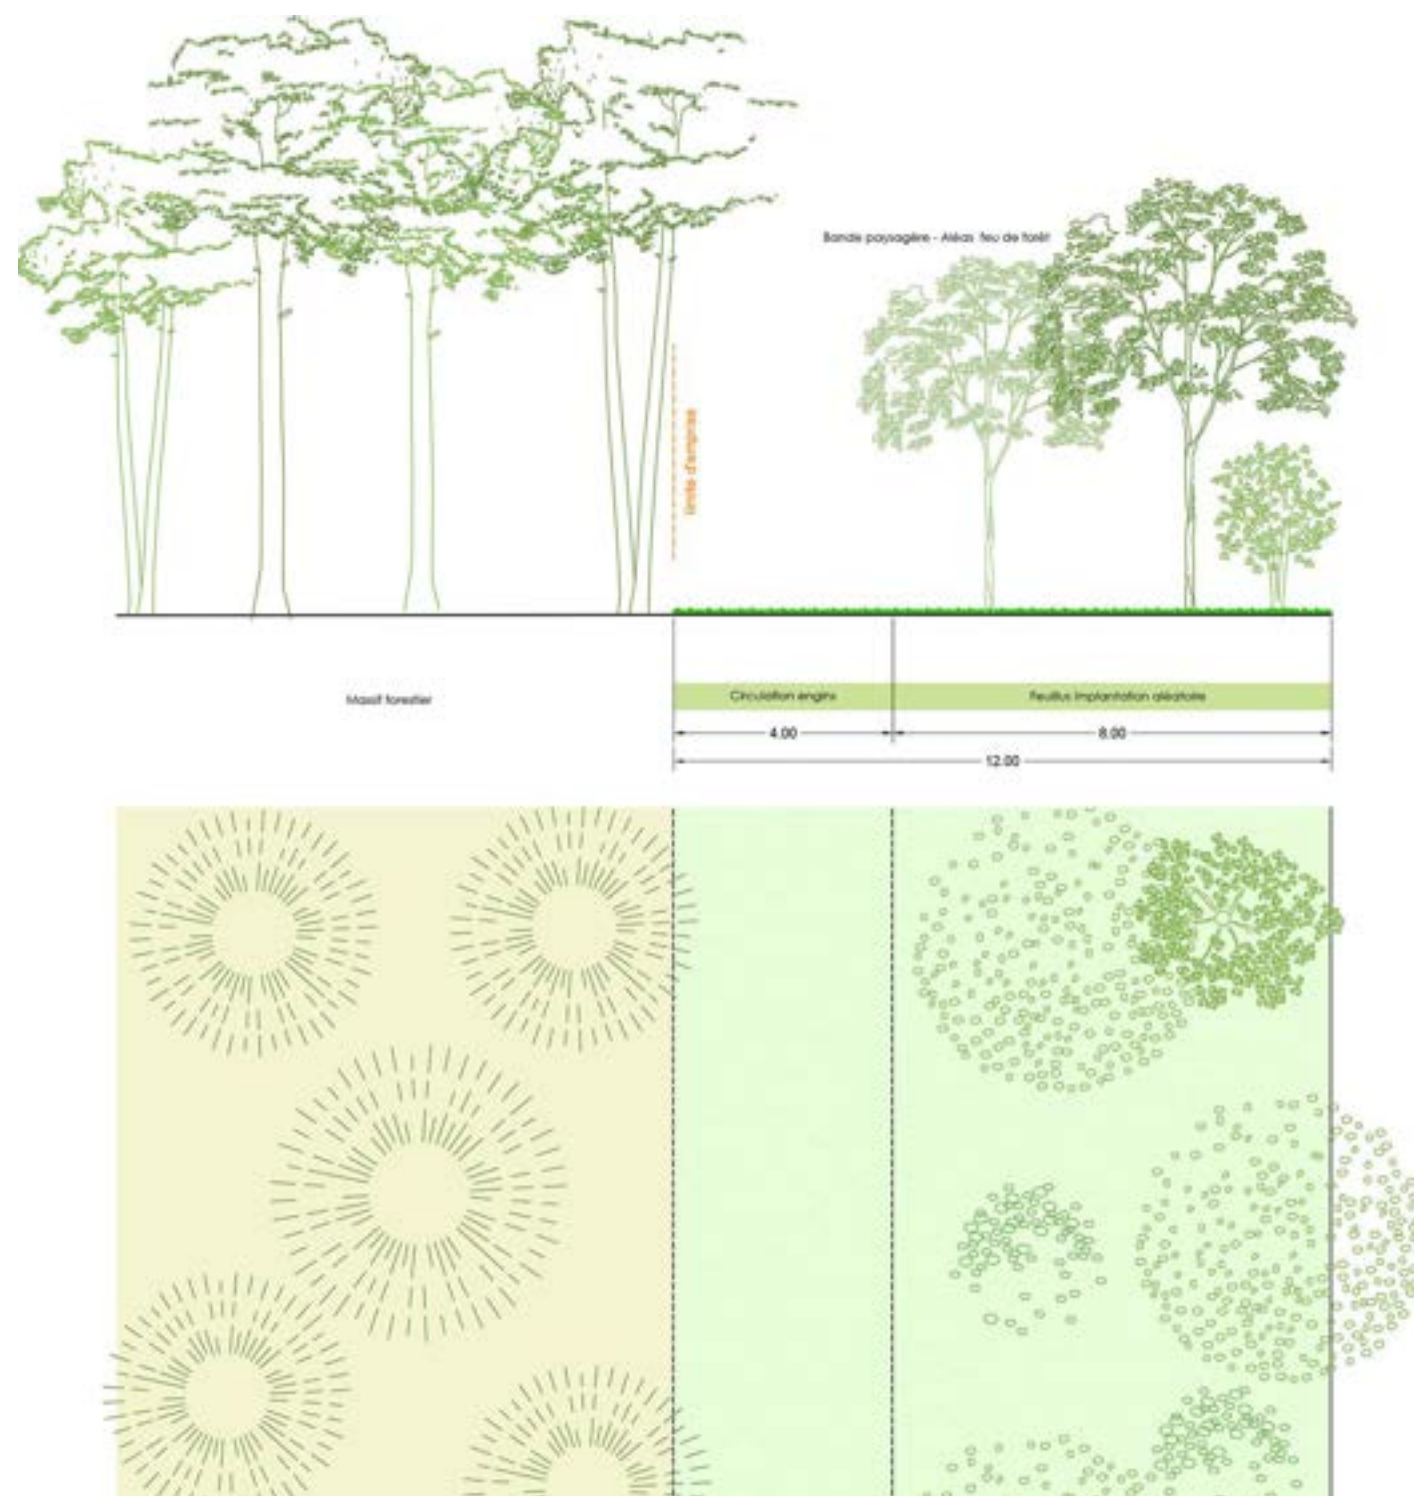 Bande paysagère - Aléas feu de forêt
limite d'emprise
Massif forestier
Circulation engins
Feuillus implantation aléatoire
4.00
8.00
12.00